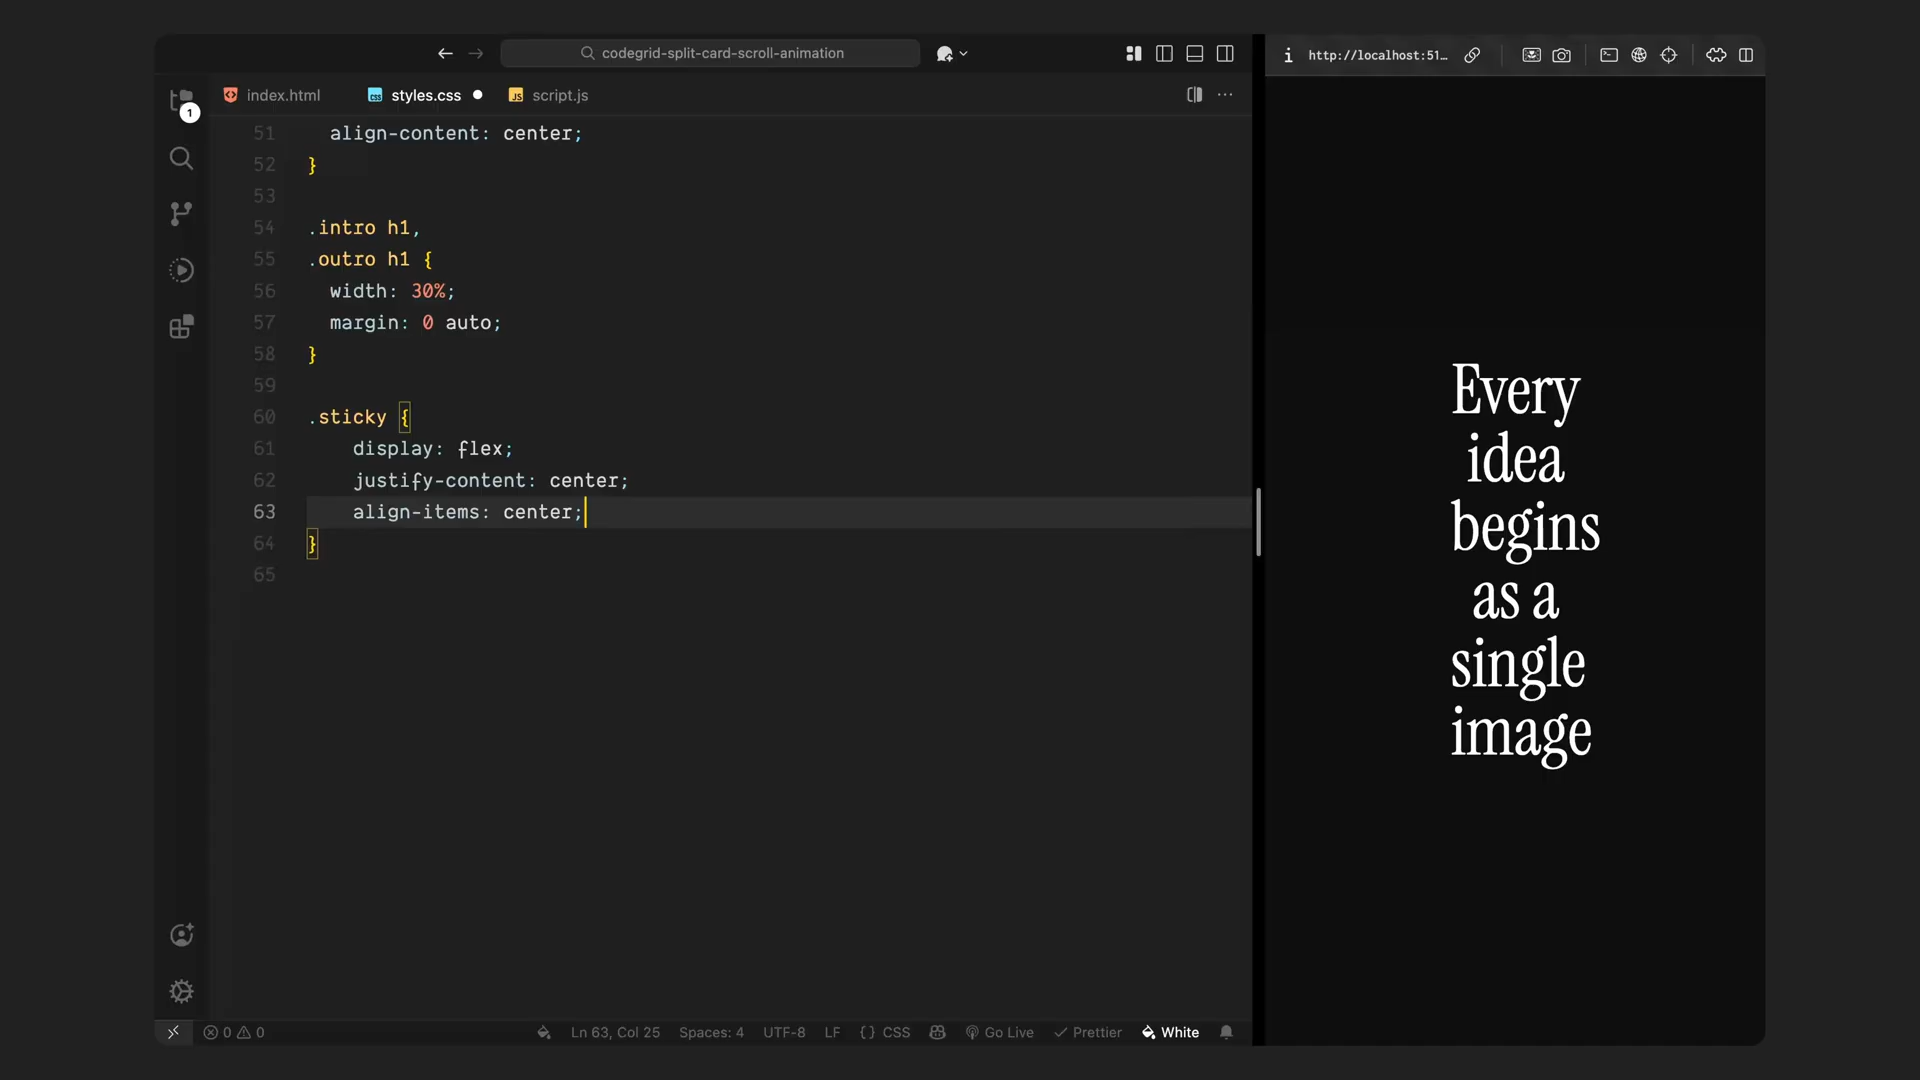 codegrid-split-card-scroll-animation
http://localhost:51…
1
index.html
styles.css
script.js
51 align-content: center;
52 }
53
54 .intro h1,
55 .outro h1 {
56 width: 30%;
57 margin: 0 auto;
58 }
59
60 .sticky {
61 display: flex;
62 justify-content: center;
63 align-items: center;
64 }
65
Every
idea
begins
as a
single
image
0 0
Ln 63, Col 25
Spaces: 4
UTF-8
LF
{} CSS
Go Live
Prettier
White